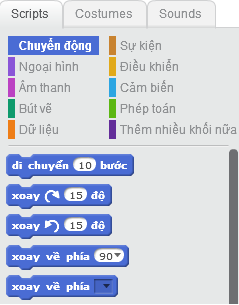 Scripts Costumes Sounds
Chuyển động Sự kiện
Ngoại hình Điều khiển
Âm thanh Cảm biến
Bút vẽ Phép toán
Dữ liệu Thêm nhiều khối nữa
di chuyển 10 bước
xoay 15 độ
xoay 15 độ
xoay về phía 90
xoay về phía